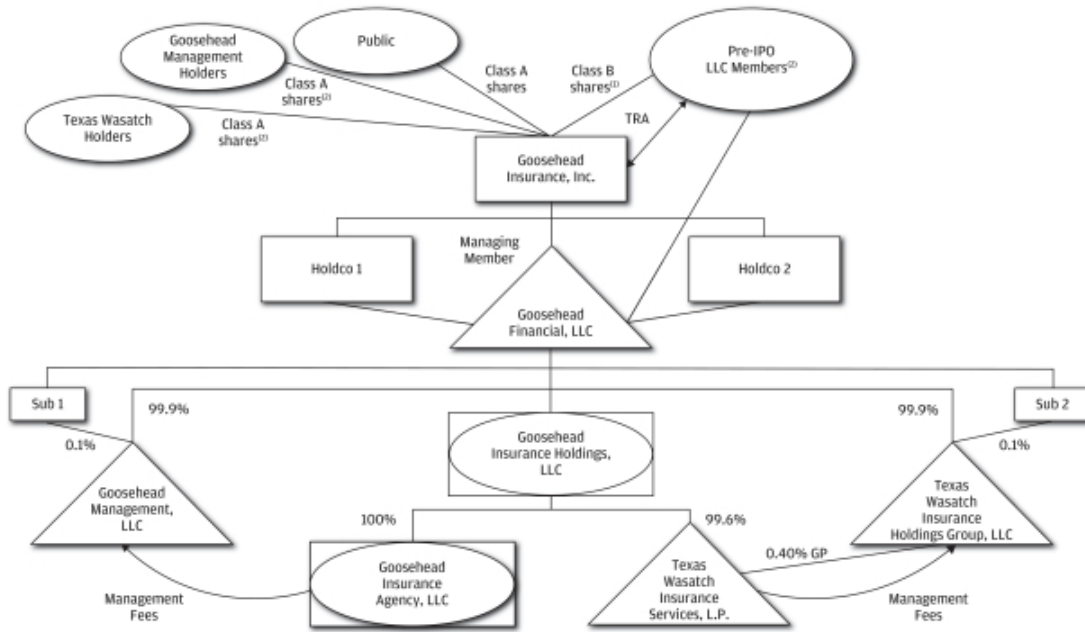 Goosehead
Management
Holders
Public
Pre-IPO
LLC Members(2)
Texas Wasatch
Holders
Class A
shares(2)
Class A
shares(2)
Class A
shares
Class B
shares(1)
TRA
Goosehead
Insurance, Inc.
Holdco 1
Managing
Member
Holdco 2
Goosehead
Financial, LLC
Sub 1
99.9%
99.9%
Sub 2
0.1%
0.1%
Goosehead
Insurance Holdings,
LLC
Goosehead
Management,
LLC
Texas
Wasatch
Insurance
Holdings Group, LLC
100%
99.6%
0.40% GP
Goosehead
Insurance
Agency, LLC
Texas
Wasatch
Insurance
Services, L.P.
Management
Fees
Management
Fees